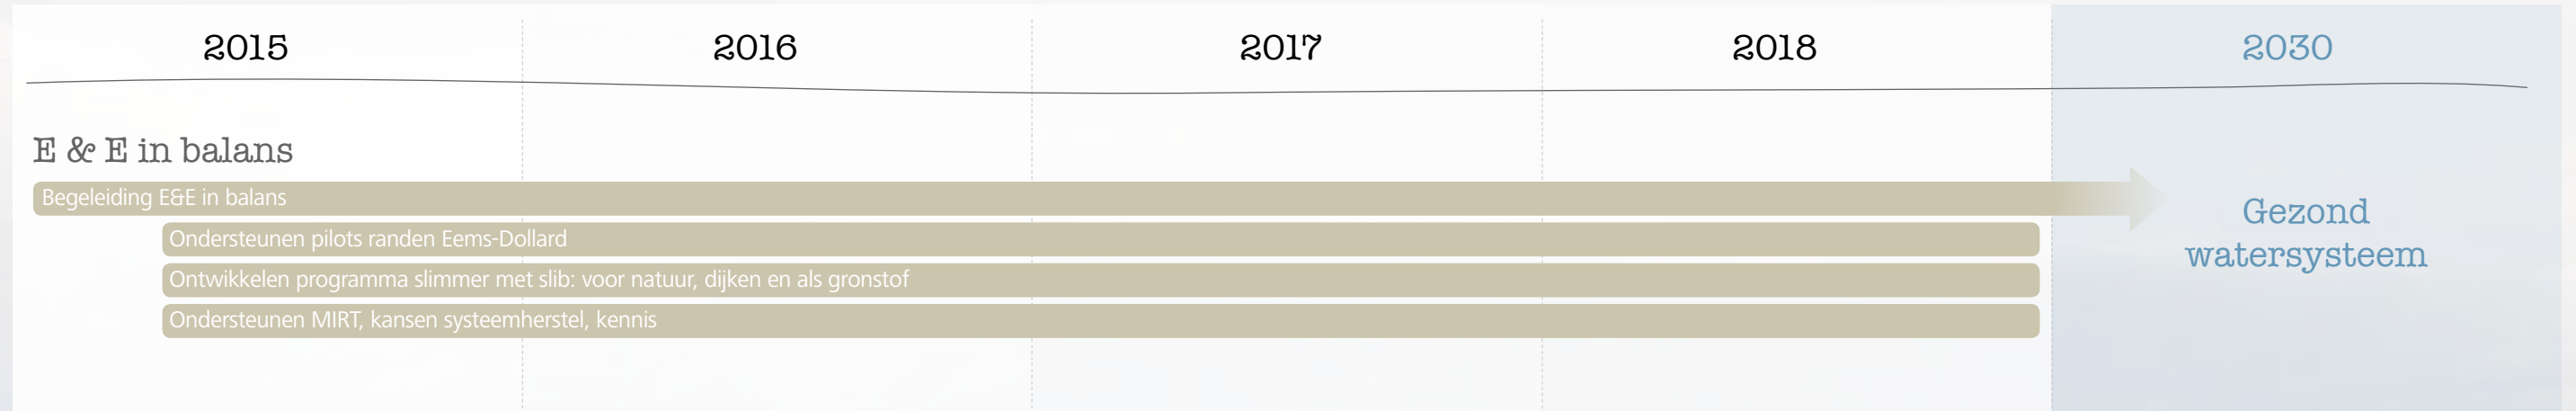 2015 2016 2017 2018 2030
E & E in balans
Begeleiding E&E in balans
Ondersteunen pilots randen Eems-Dollard
Ontwikkelen programma slimmer met slib: voor natuur, dijken en als gronstof
Ondersteunen MIRT, kansen systeemherstel, kennis
Gezond
watersysteem